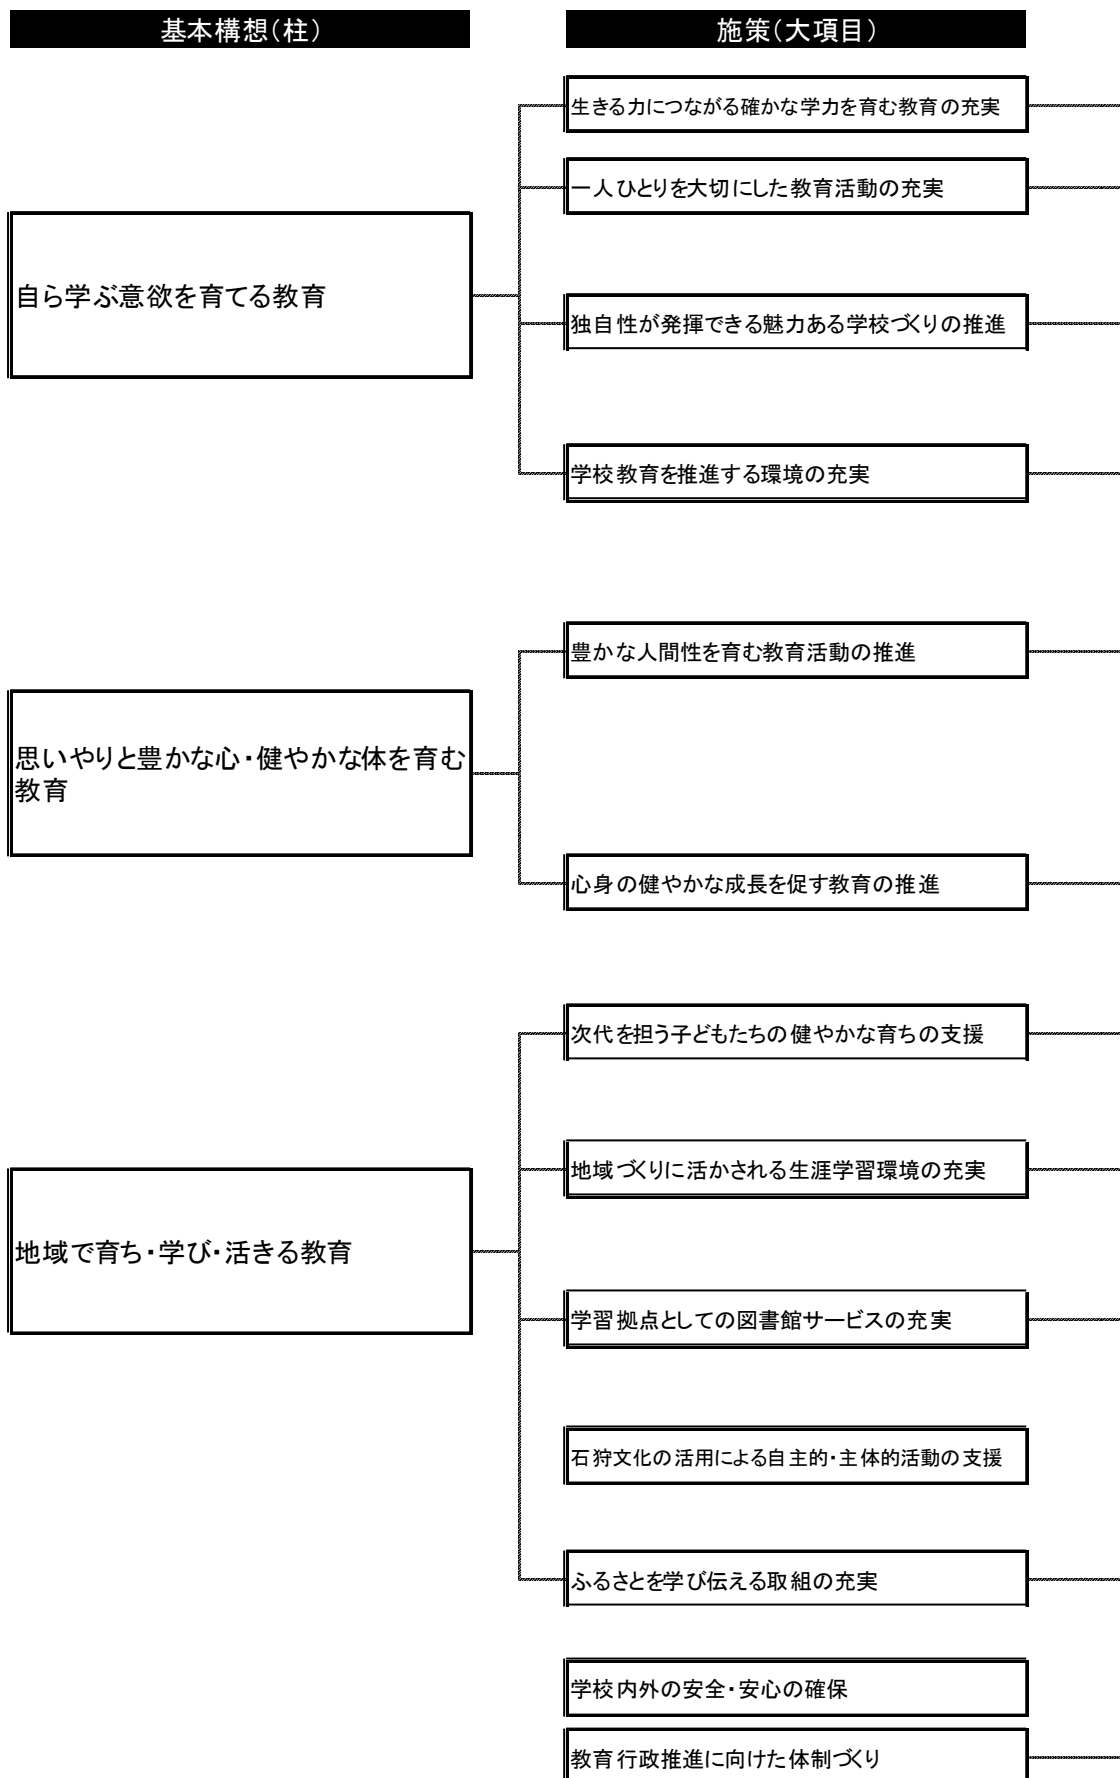 基本構想（柱）
施策（大項目）
生きる力につながる確かな学力を育む教育の充実
一人ひとりを大切にした教育活動の充実
自ら学ぶ意欲を育てる教育
独自性が発揮できる魅力ある学校づくりの推進
学校教育を推進する環境の充実
豊かな人間性を育む教育活動の推進
思いやりと豊かな心・健やかな体を育む
教育
心身の健やかな成長を促す教育の推進
次代を担う子どもたちの健やかな育ちの支援
地域づくりに活かされる生涯学習環境の充実
地域で育ち・学び・活きる教育
学習拠点としての図書館サービスの充実
石狩文化の活用による自主的・主体的活動の支援
ふるさとを学び伝える取組の充実
学校内外の安全・安心の確保
教育行政推進に向けた体制づくり